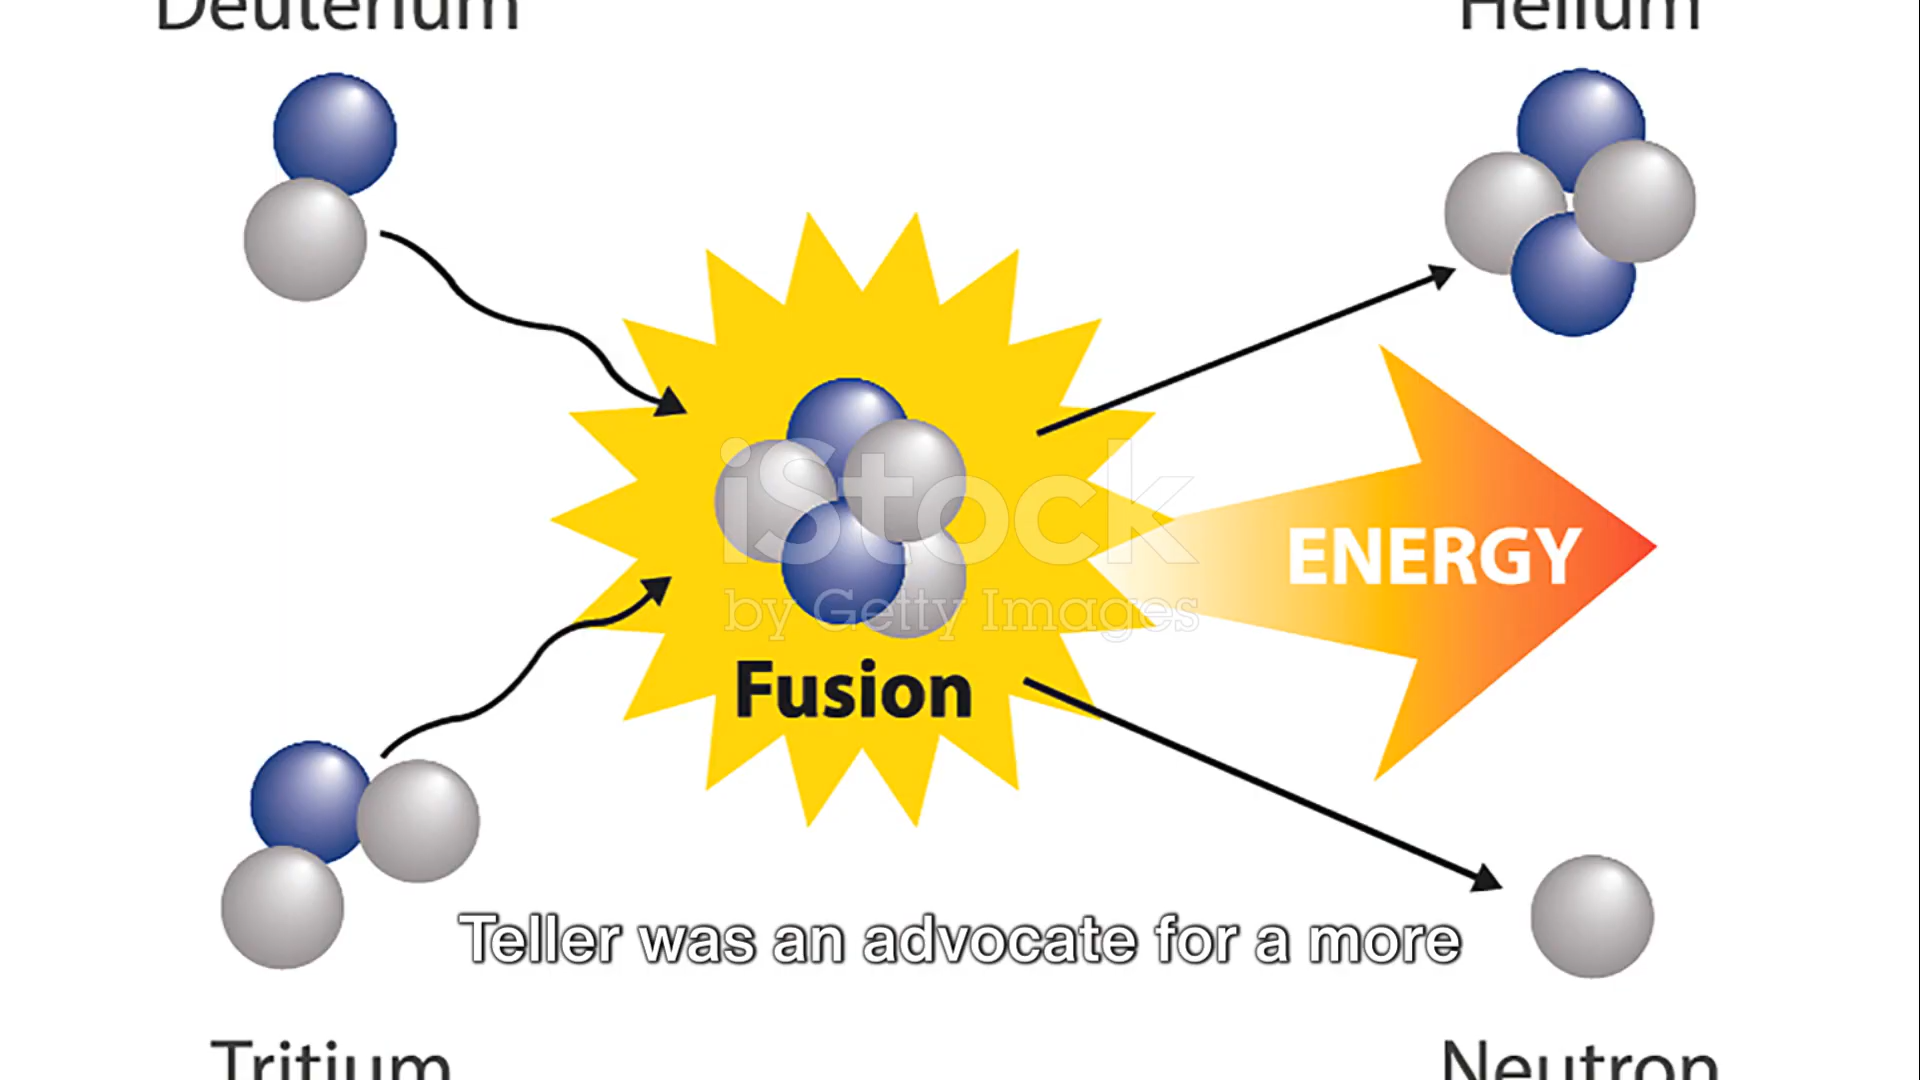 Deuterium
Helium
iStock
by Getty Images
ENERGY
Fusion
Teller was an advocate for a more
Tritium
Neutron